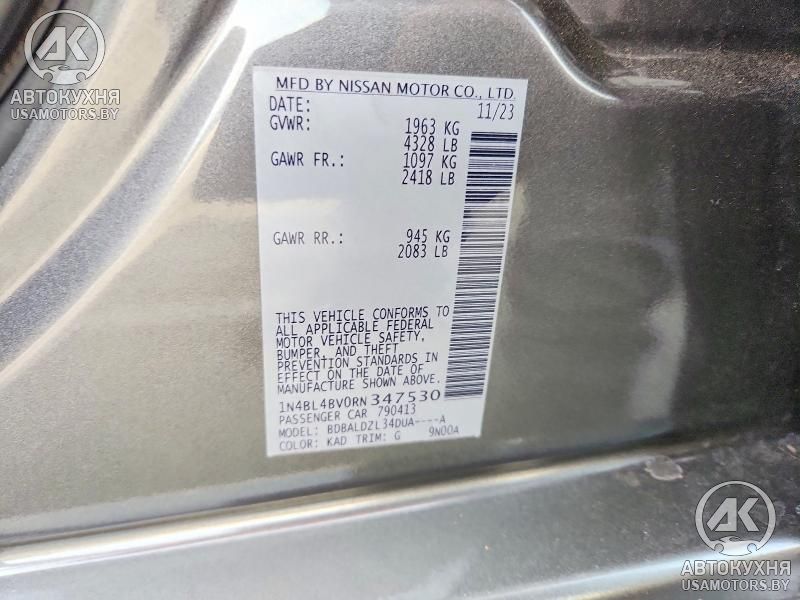 AK
АВТОКУХНЯ
USAMOTORS.BY
MFD BY NISSAN MOTOR CO., LTD.
DATE: 11/23
GVWR: 1963 KG
4328 LB
GAWR FR.: 1097 KG
2418 LB
GAWR RR.: 945 KG
2083 LB
THIS VEHICLE CONFORMS TO
ALL APPLICABLE FEDERAL
MOTOR VEHICLE SAFETY,
BUMPER, AND THEFT
PREVENTION STANDARDS IN
EFFECT ON THE DATE OF
MANUFACTURE SHOWN ABOVE.
1N4BL4BV0RN347530
PASSENGER CAR 790413
MODEL: BDBALDZL34DUA----A
COLOR: KAD TRIM: G 9N00A
AK
АВТОКУХНЯ
USAMOTORS.BY